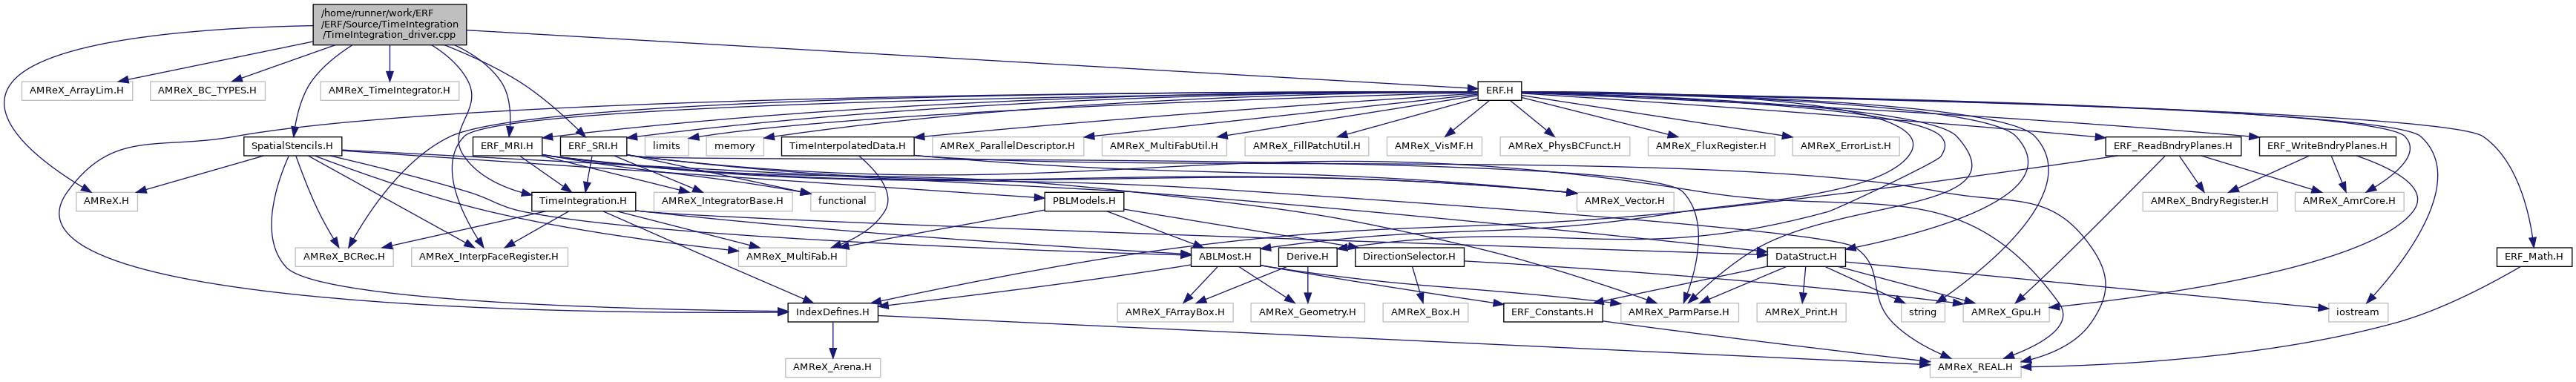 /home/runner/work/ERF
/ERF/Source/TimeIntegration
/TimeIntegration_driver.cpp
AMReX_ArrayLim.H
AMReX_BC_TYPES.H
AMReX_TimeIntegrator.H
ERF.H
SpatialStencils.H
ERF_MRI.H
ERF_SRI.H
limits
memory
TimeInterpolatedData.H
AMReX_ParallelDescriptor.H
AMReX_MultiFabUtil.H
AMReX_FillPatchUtil.H
AMReX_VisMF.H
AMReX_PhysBCFunct.H
AMReX_FluxRegister.H
AMReX_ErrorList.H
ERF_ReadBndryPlanes.H
ERF_WriteBndryPlanes.H
AMReX.H
TimeIntegration.H
AMReX_IntegratorBase.H
functional
PBLModels.H
AMReX_Vector.H
AMReX_BndryRegister.H
AMReX_AmrCore.H
AMReX_BCRec.H
AMReX_InterpFaceRegister.H
AMReX_MultiFab.H
ABLMost.H
Derive.H
DirectionSelector.H
DataStruct.H
ERF_Math.H
IndexDefines.H
AMReX_FArrayBox.H
AMReX_Geometry.H
AMReX_Box.H
ERF_Constants.H
AMReX_ParmParse.H
AMReX_Print.H
string
AMReX_Gpu.H
iostream
AMReX_Arena.H
AMReX_REAL.H